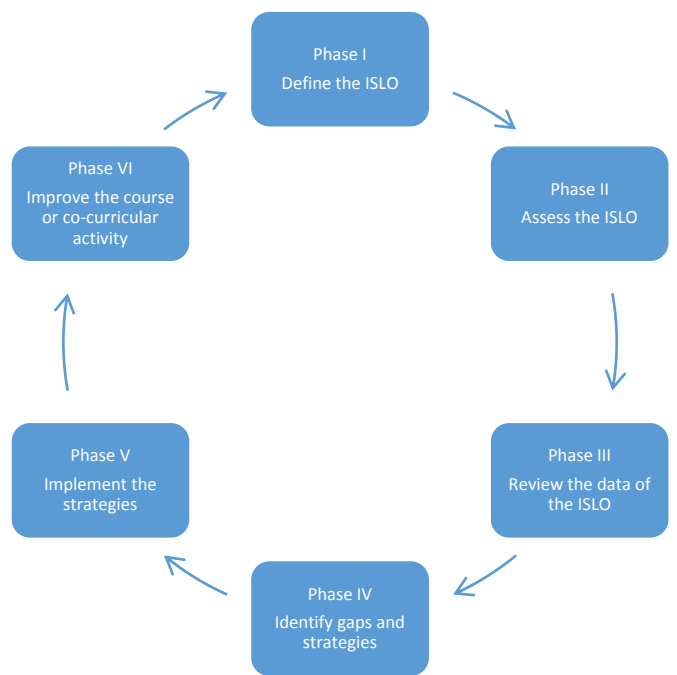 Phase I
Define the ISLO
Phase II
Assess the ISLO
Phase III
Review the data of
the ISLO
Phase IV
Identify gaps and
strategies
Phase V
Implement the
strategies
Phase VI
Improve the course
or co-curricular
activity